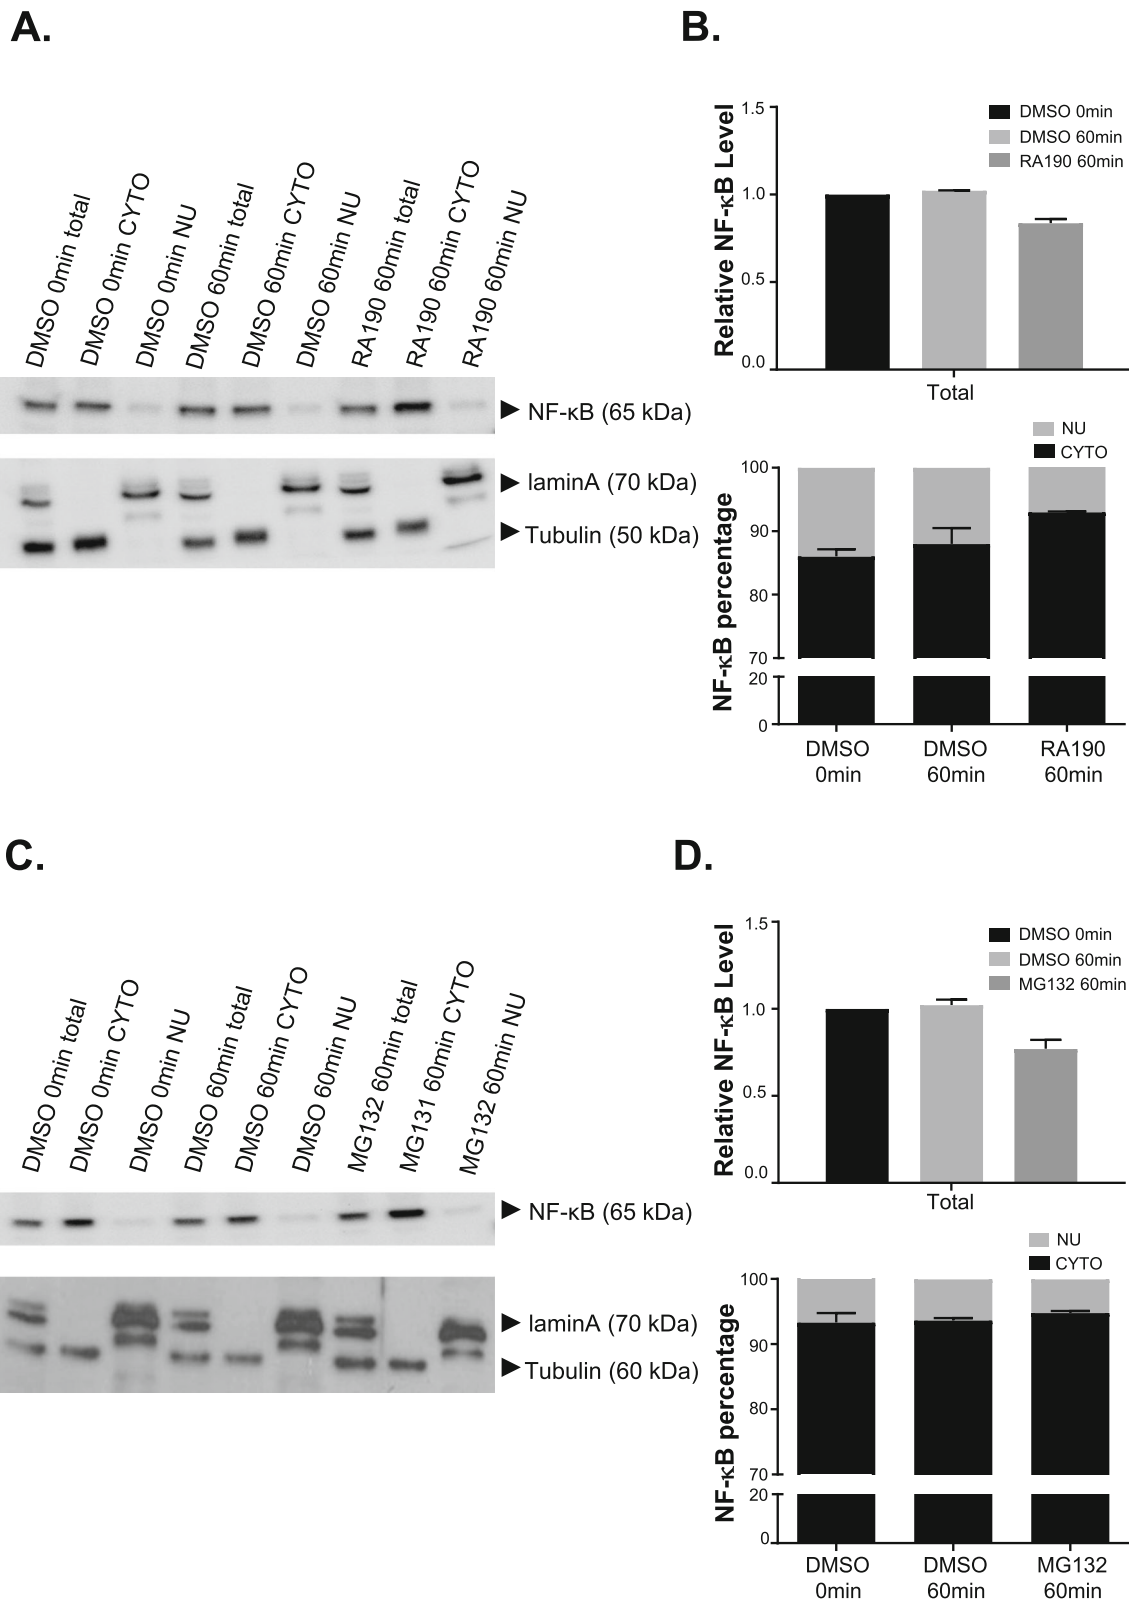 A.
DMSO 0min total
DMSO 0min CYTO
DMSO 0min NU
DMSO 60min total
DMSO 60min CYTO
DMSO 60min NU
RA190 60min total
RA190 60min CYTO
RA190 60min NU
NF-κB (65 kDa)
laminA (70 kDa)
Tubulin (50 kDa)
B.
Relative NF-κB Level
1.5
1.0
0.5
0.0
DMSO 0min
DMSO 60min
RA190 60min
Total
NU
CYTO
NF-κB percentage
100
90
80
70
20
0
DMSO
0min
DMSO
60min
RA190
60min
C.
DMSO 0min total
DMSO 0min CYTO
DMSO 0min NU
DMSO 60min total
DMSO 60min CYTO
DMSO 60min NU
MG132 60min total
MG131 60min CYTO
MG132 60min NU
NF-κB (65 kDa)
laminA (70 kDa)
Tubulin (60 kDa)
D.
Relative NF-κB Level
1.5
1.0
0.5
0.0
DMSO 0min
DMSO 60min
MG132 60min
Total
NU
CYTO
NF-κB percentage
100
90
80
70
20
0
DMSO
0min
DMSO
60min
MG132
60min